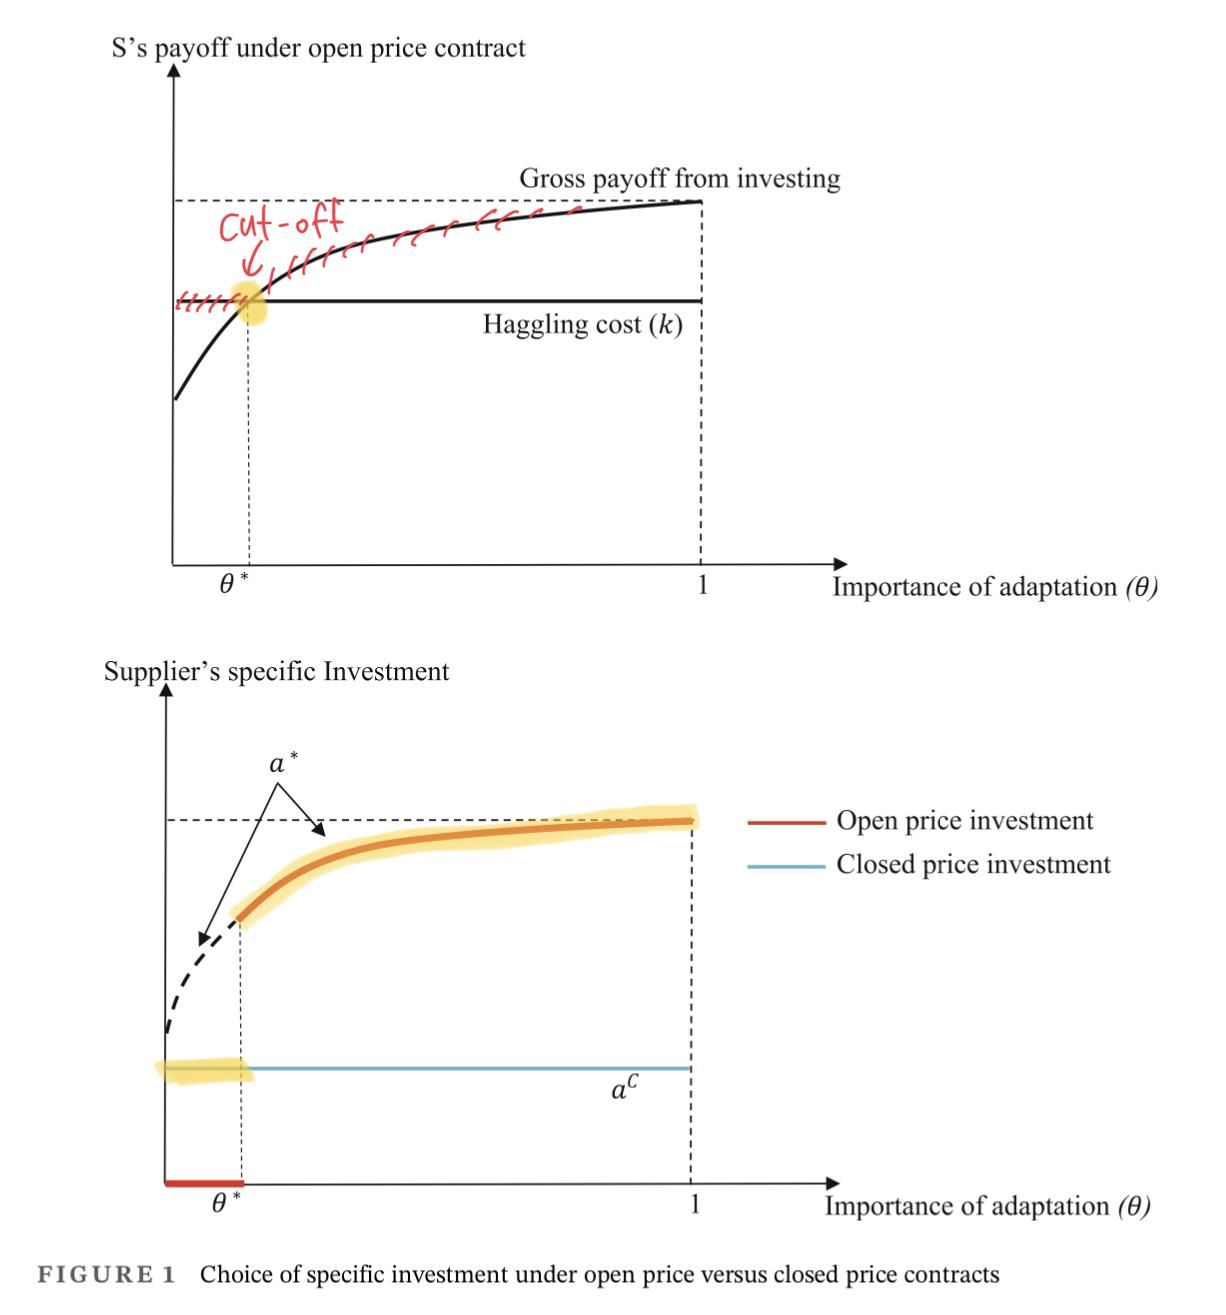 S’s payoff under open price contract
Gross payoff from investing
cut-off
Haggling cost (k)
θ*
1
Importance of adaptation (θ)
Supplier’s specific Investment
a*
Open price investment
Closed price investment
a^C
θ*
1
Importance of adaptation (θ)
FIGURE 1 Choice of specific investment under open price versus closed price contracts